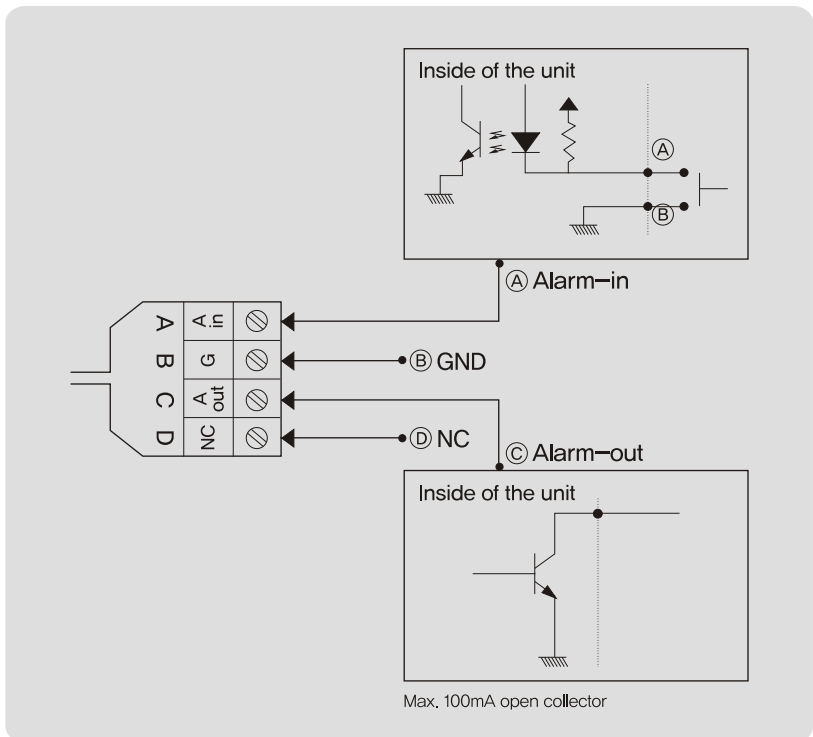 Inside of the unit
Ⓐ
Ⓑ
Ⓐ Alarm-in
A A in
B G
C A out
D NC
Ⓑ GND
Ⓓ NC
Ⓒ Alarm-out
Inside of the unit
Max. 100mA open collector